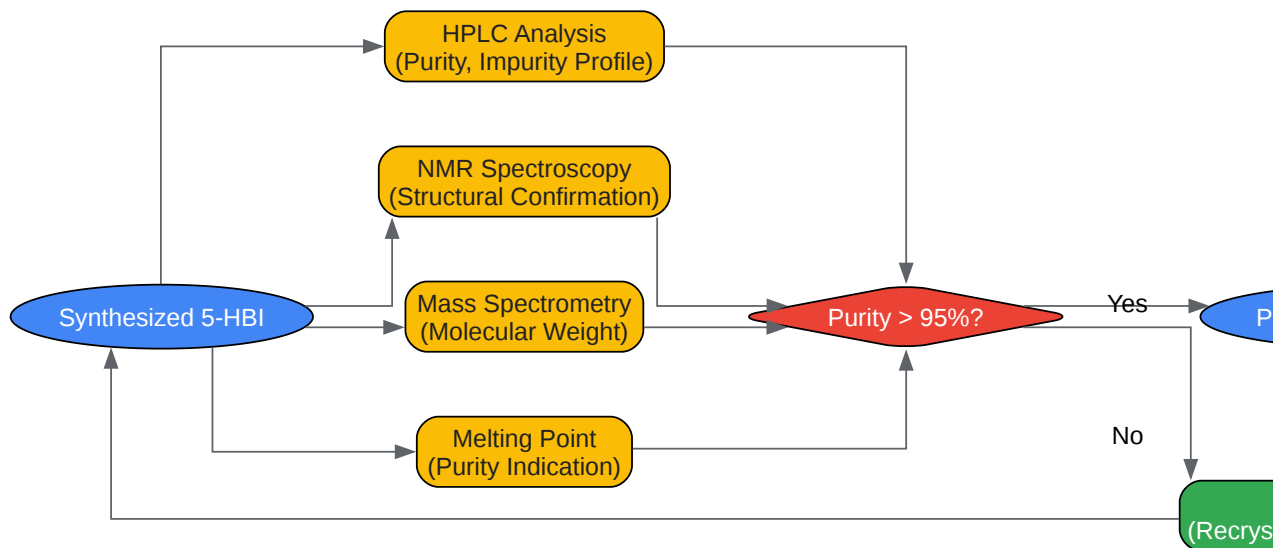 HPLC Analysis
(Purity, Impurity Profile)
NMR Spectroscopy
(Structural Confirmation)
Synthesized 5-HBI
Mass Spectrometry
(Molecular Weight)
Purity > 95%?
Yes
Melting Point
(Purity Indication)
No